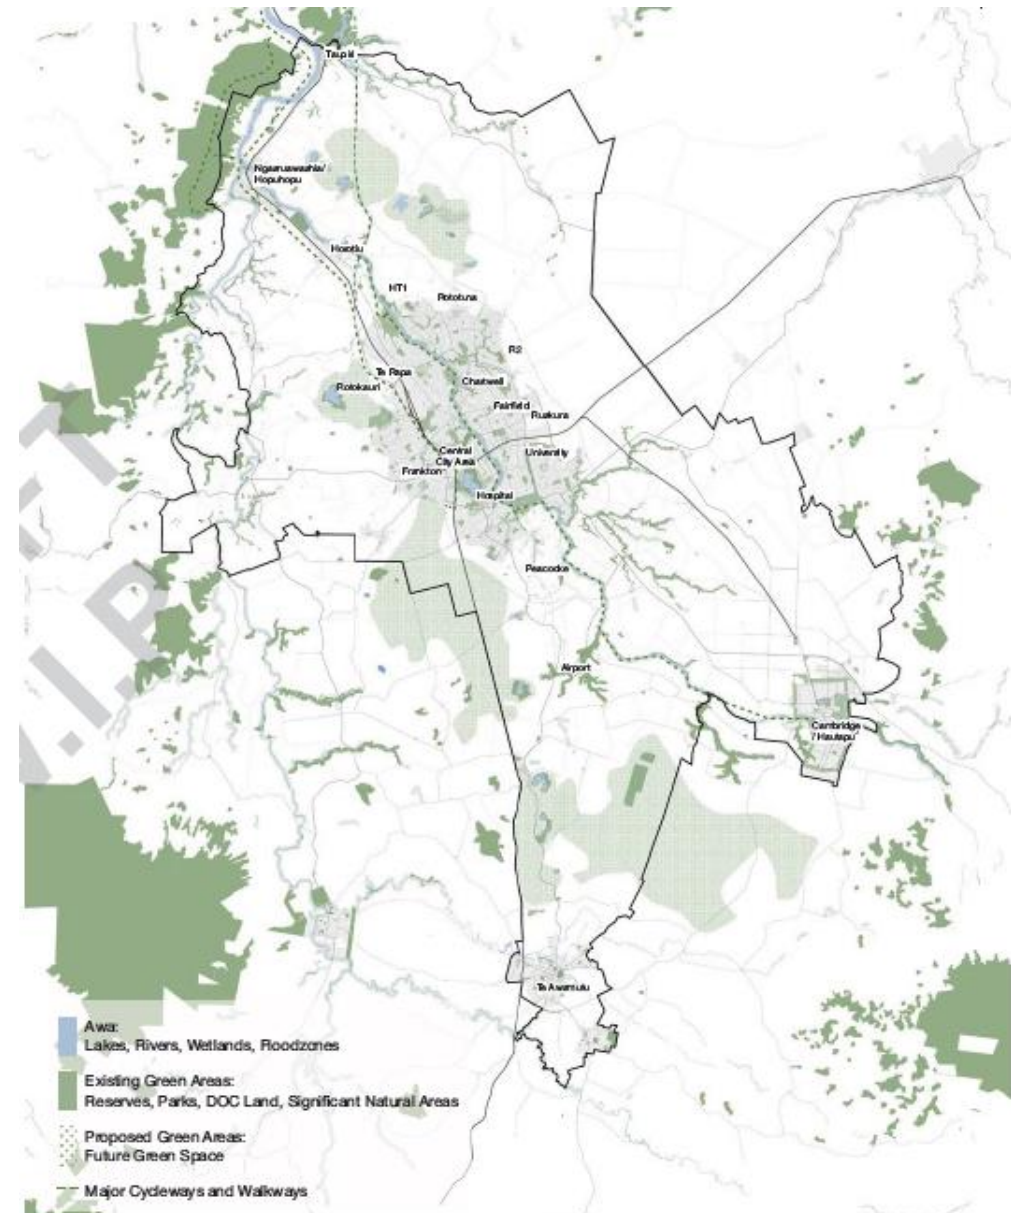 Taupiri
Ngaruawahia/
Hopuhopu
Horotiu
HT1
Rototuna
R2
Te Rapa
Chartwell
Rotokauri
Fairfield
Ruakura
Central
City Area
University
Frankton
Hospital
Peacocke
Airport
Cambridge
/ Hautapu
Te Awamutu
W.I.P
Awa:
Lakes, Rivers, Wetlands, Floodzones
Existing Green Areas:
Reserves, Parks, DOC Land, Significant Natural Areas
Proposed Green Areas:
Future Green Space
Major Cycleways and Walkways